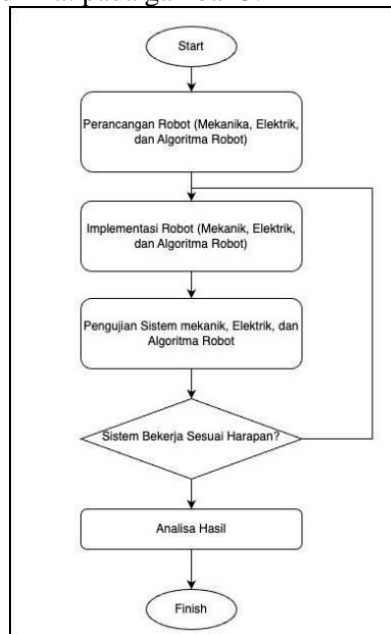 Start
Perancangan Robot (Mekanika, Elektrik,
dan Algoritma Robot)
Implementasi Robot (Mekanik, Elektrik,
dan Algoritma Robot)
Pengujian Sistem mekanik, Elektrik, dan
Algoritma Robot
Sistem Bekerja Sesuai Harapan?
Analisa Hasil
Finish